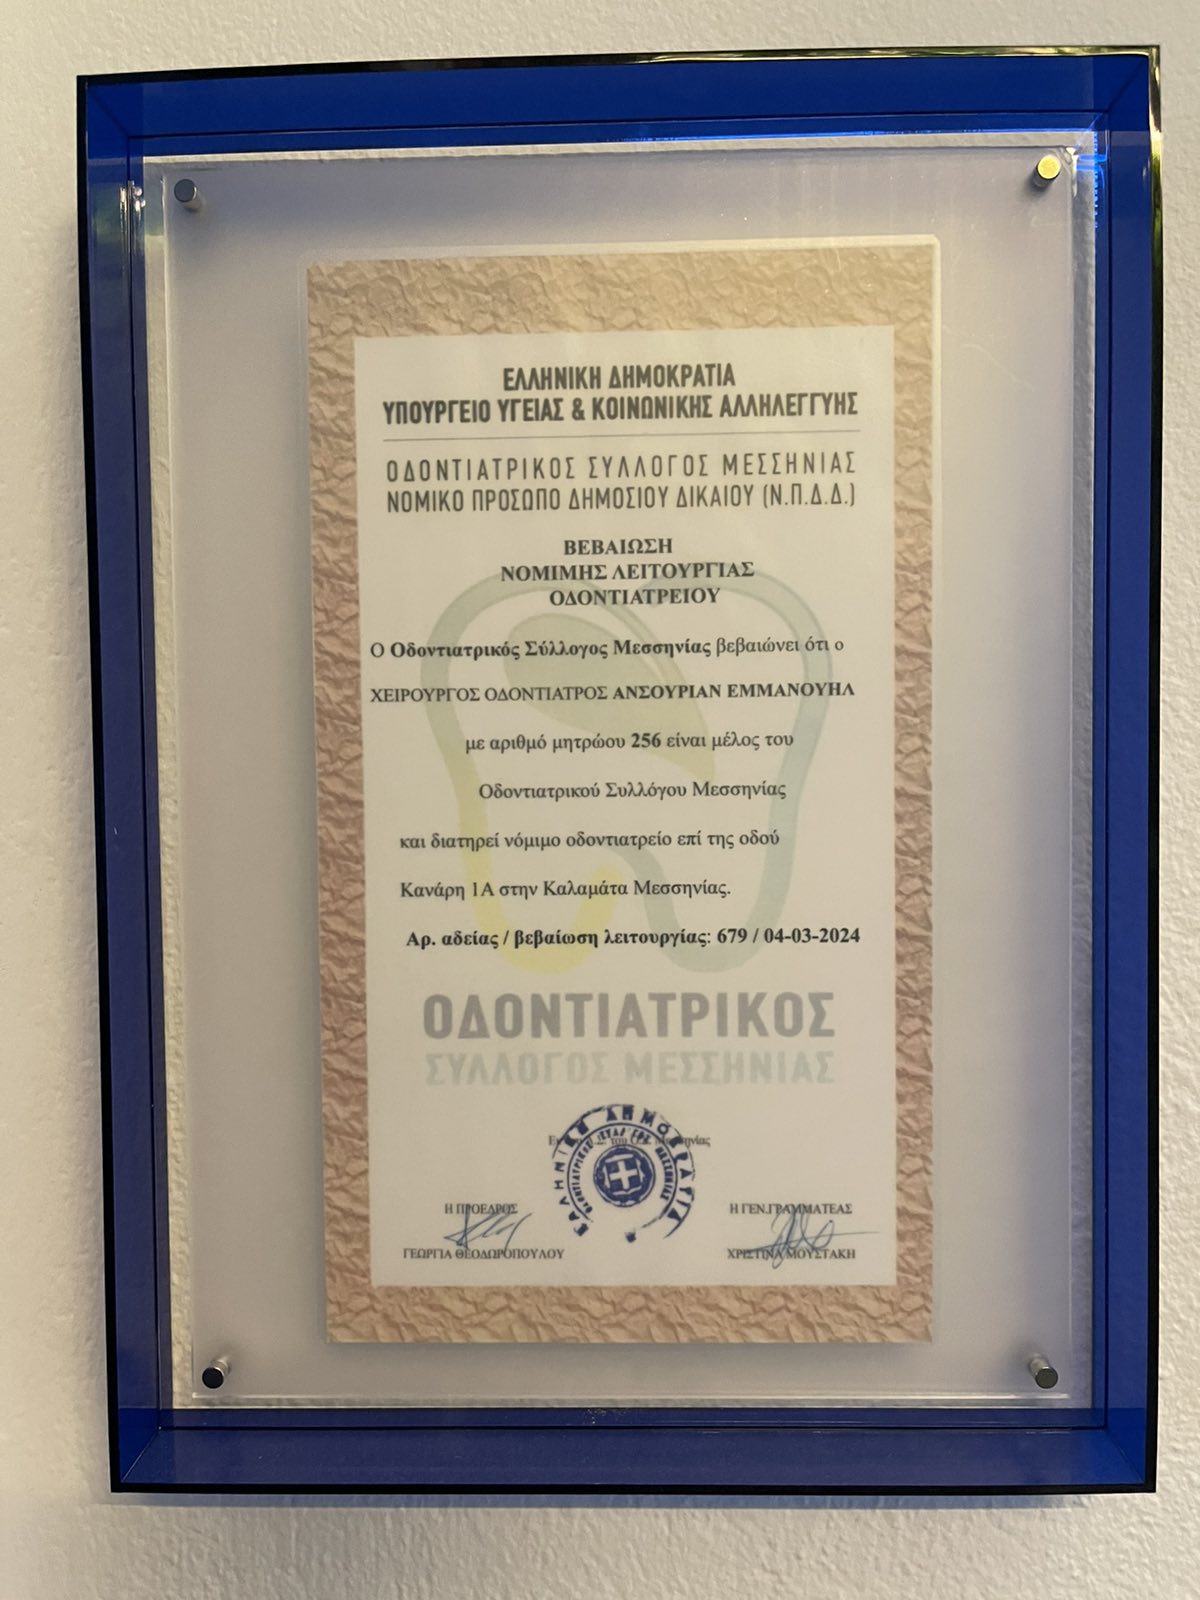 ΕΛΛΗΝΙΚΗ ΔΗΜΟΚΡΑΤΙΑ
ΥΠΟΥΡΓΕΙΟ ΥΓΕΙΑΣ & ΚΟΙΝΩΝΙΚΗΣ ΑΛΛΗΛΕΓΓΥΗΣ
ΟΔΟΝΤΙΑΤΡΙΚΟΣ ΣΥΛΛΟΓΟΣ ΜΕΣΣΗΝΙΑΣ
ΝΟΜΙΚΟ ΠΡΟΣΩΠΟ ΔΗΜΟΣΙΟΥ ΔΙΚΑΙΟΥ (Ν.Π.Δ.Δ.)
ΒΕΒΑΙΩΣΗ
ΝΟΜΙΜΗΣ ΛΕΙΤΟΥΡΓΙΑΣ
ΟΔΟΝΤΙΑΤΡΕΙΟΥ
Ο Οδοντιατρικός Σύλλογος Μεσσηνίας βεβαιώνει ότι ο
ΧΕΙΡΟΥΡΓΟΣ ΟΔΟΝΤΙΑΤΡΟΣ ΑΝΣΟΥΡΙΑΝ ΕΜΜΑΝΟΥΗΛ
με αριθμό μητρώου 256 είναι μέλος του
Οδοντιατρικού Συλλόγου Μεσσηνίας
και διατηρεί νόμιμο οδοντιατρείο επί της οδού
Κανάρη 1Α στην Καλαμάτα Μεσσηνίας.
Αρ. αδείας / βεβαίωση λειτουργίας: 679 / 04-03-2024
ΟΔΟΝΤΙΑΤΡΙΚΟΣ
ΣΥΛΛΟΓΟΣ ΜΕΣΣΗΝΙΑΣ
ΕΛΛΗΝΙΚΗ ΔΗΜΟΚΡΑΤΙΑ
Η ΠΡΟΕΔΡΟΣ
Η ΓΕΝ.ΓΡΑΜΜΑΤΕΑΣ
ΓΕΩΡΓΙΑ ΘΕΟΔΩΡΟΠΟΥΛΟΥ
ΧΡΙΣΤΙΝΑ ΜΟΥΣΤΑΚΗ